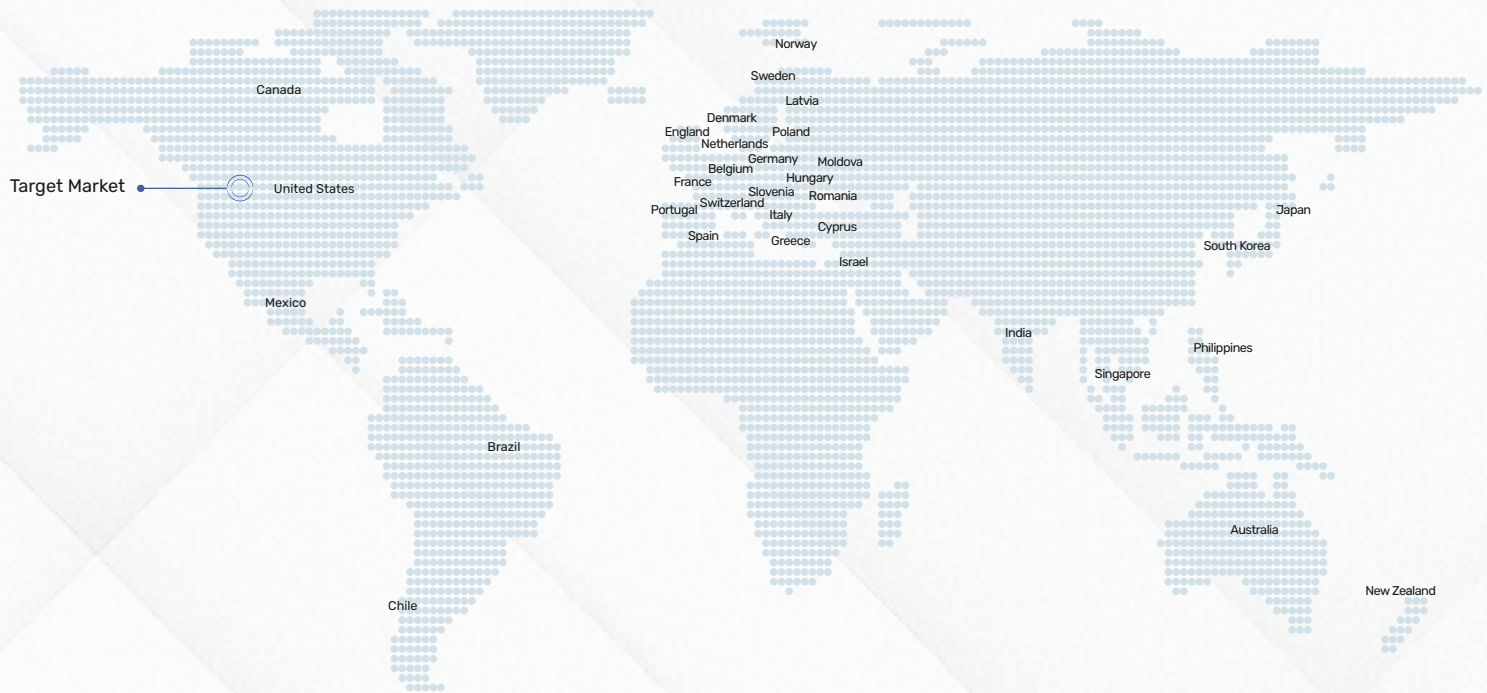 Norway
Sweden
Canada
Latvia
Denmark
England
Poland
Netherlands
Germany
Moldova
Belgium
Hungary
France
Target Market
United States
Slovenia
Romania
Switzerland
Portugal
Italy
Japan
Cyprus
Spain
Greece
South Korea
Israel
Mexico
India
Philippines
Singapore
Brazil
Australia
New Zealand
Chile